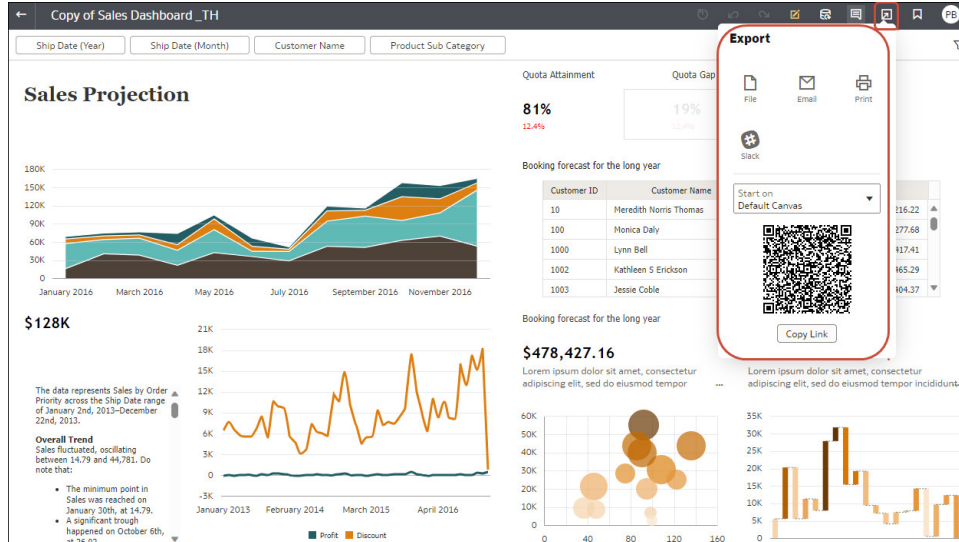 Copy of Sales Dashboard _TH
PB
Ship Date (Year)
Ship Date (Month)
Customer Name
Product Sub Category
Export
File
Email
Print
Slack
Start on
Default Canvas
Copy Link
Sales Projection
Quota Attainment
Quota Gap
81%
12.4%
19%
12.4%
Booking forecast for the long year
Customer ID
Customer Name
10
Meredith Norris Thomas
216.22
100
Monica Daly
277.68
1000
Lynn Bell
417.41
1002
Kathleen S Erickson
465.29
1003
Jessie Coble
404.37
180K
150K
120K
90K
60K
30K
0
January 2016
March 2016
May 2016
July 2016
September 2016
November 2016
$128K
The data represents Sales by Order
Priority across the Ship Date range
of January 2nd, 2013–December
22nd, 2013.
Overall Trend
Sales fluctuated, oscillating
between 14.79 and 44,781. Do
note that:
• The minimum point in
Sales was reached on
January 30th, at 14.79.
• A significant trough
happened on October 6th,
at 26.02
21K
18K
15K
12K
9K
6K
3K
0
-3K
January 2013
February 2014
March 2015
April 2016
Profit
Discount
Booking forecast for the long year
$478,427.16
Lorem ipsum dolor sit amet, consectetur
adipiscing elit, sed do eiusmod tempor ...
Lorem ipsum dolor sit amet, consectetur
adipiscing elit, sed do eiusmod tempor incididunt...
60K
50K
40K
30K
20K
10K
0
0
40
80
120
160
35K
30K
25K
20K
15K
10K
5K
0